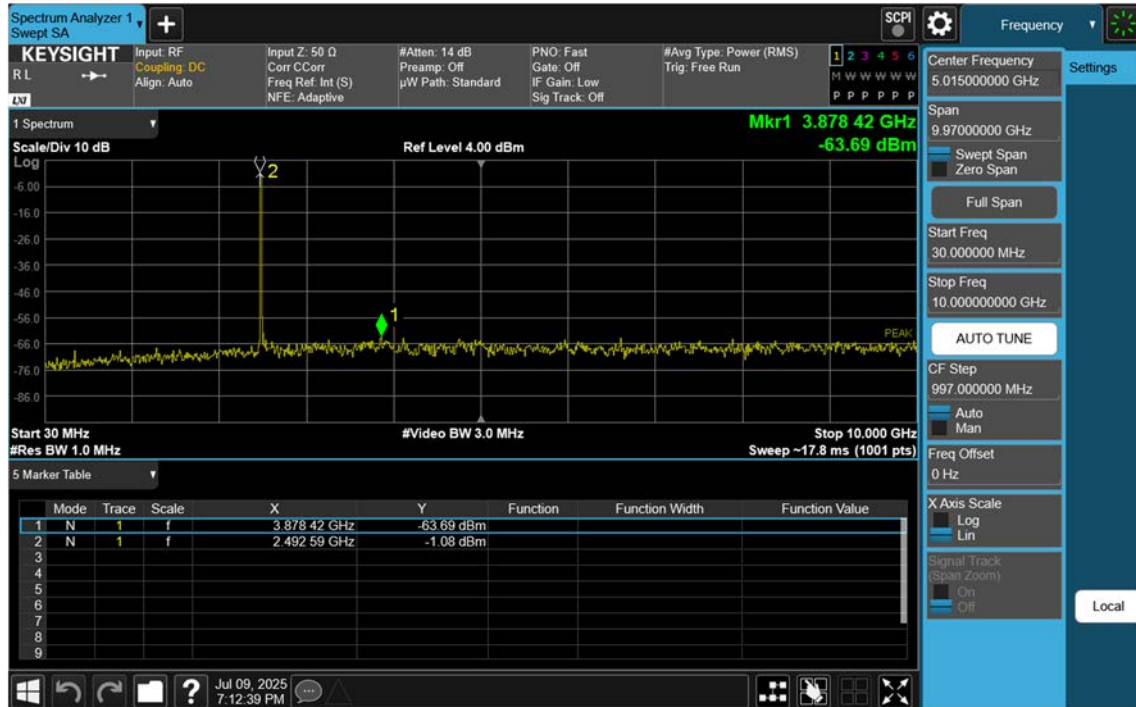 Spectrum Analyzer 1
Swept SA
+
SCPI
Frequency
KEYSIGHT
R L
LXI
Input: RF
Coupling: DC
Align: Auto
Input Z: 50 Ω
Corr CCorr
Freq Ref: Int (S)
NFE: Adaptive
#Atten: 14 dB
Preamp: Off
µW Path: Standard
PNO: Fast
Gate: Off
IF Gain: Low
Sig Track: Off
#Avg Type: Power (RMS)
Trig: Free Run
1 2 3 4 5 6
M W W W W W
P P P P P P
1 Spectrum
Scale/Div 10 dB
Ref Level 4.00 dBm
Mkr1 3.878 42 GHz
-63.69 dBm
Log
-6.00
-16.0
-26.0
-36.0
-46.0
-56.0
-66.0
-76.0
-86.0
2
1
PEAK
Start 30 MHz
#Video BW 3.0 MHz
Stop 10.000 GHz
#Res BW 1.0 MHz
Sweep ~17.8 ms (1001 pts)
5 Marker Table
Mode Trace Scale X Y Function Function Width Function Value
1 N 1 f 3.878 42 GHz -63.69 dBm
2 N 1 f 2.492 59 GHz -1.08 dBm
3
4
5
6
7
8
9
Jul 09, 2025
7:12:39 PM
?
Center Frequency
5.015000000 GHz
Span
9.97000000 GHz
Swept Span
Zero Span
Full Span
Start Freq
30.000000 MHz
Stop Freq
10.000000000 GHz
AUTO TUNE
CF Step
997.000000 MHz
Auto
Man
Freq Offset
0 Hz
X Axis Scale
Log
Lin
Signal Track
(Span Zoom)
On
Off
Settings
Local